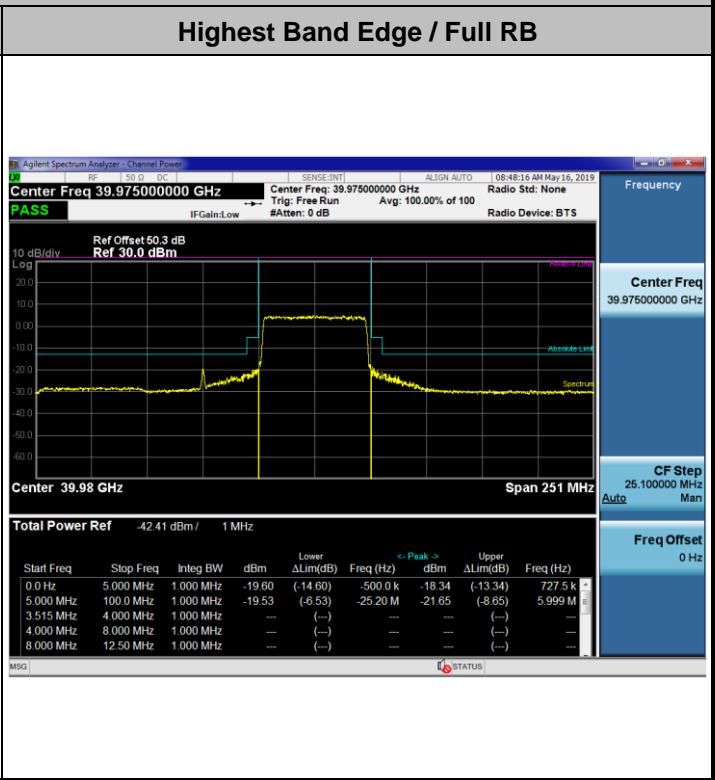 Highest Band Edge / Full RB
Agilent Spectrum Analyzer - Channel Power
RF 50 Ω DC SENSE:INT ALIGN AUTO 08:48:16 AM May 16, 2019
Center Freq 39.975000000 GHz
Center Freq: 39.975000000 GHz
Radio Std: None
Trig: Free Run Avg: 100.00% of 100
PASS
IFGain:Low
#Atten: 0 dB
Radio Device: BTS
Frequency
Ref Offset 50.3 dB
10 dB/div Ref 30.0 dBm
Log
20.0
10.0
0.00
-10.0
-20.0
-30.0
-40.0
-50.0
-60.0
Relative Limit
Absolute Limit
Spectrum
Center 39.98 GHz
Span 251 MHz
Center Freq
39.975000000 GHz
CF Step
25.100000 MHz
Auto Man
Freq Offset
0 Hz
Total Power Ref -42.41 dBm / 1 MHz
Lower <- Peak -> Upper
Start Freq Stop Freq Integ BW dBm ΔLim(dB) Freq (Hz) dBm ΔLim(dB) Freq (Hz)
0.0 Hz 5.000 MHz 1.000 MHz -19.60 (-14.60) -500.0 k -18.34 (-13.34) 727.5 k
5.000 MHz 100.0 MHz 1.000 MHz -19.53 (-6.53) -25.20 M -21.65 (-8.65) 5.999 M
3.515 MHz 4.000 MHz 1.000 MHz --- (---) --- --- (---) ---
4.000 MHz 8.000 MHz 1.000 MHz --- (---) --- --- (---) ---
8.000 MHz 12.50 MHz 1.000 MHz --- (---) --- --- (---) ---
MSG STATUS